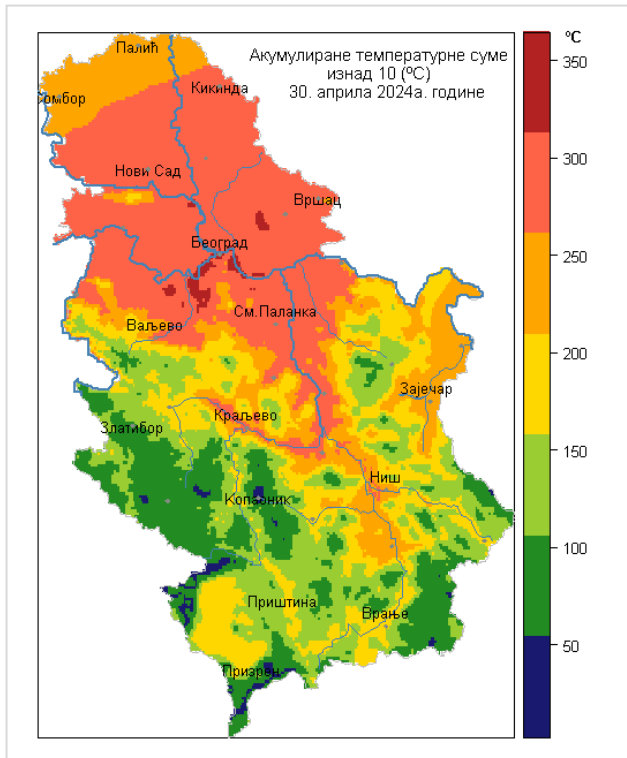 Палић
Акумулиране температурне суме
изнад 10 (ºC)
30. априла 2024а. године
ºC
350
300
250
200
150
100
50
Кикинда
Сомбор
Нови Сад
Вршац
Београд
См.Паланка
Ваљево
Зајечар
Краљево
Златибор
Ниш
Копаоник
Приштина
Врање
Призрен